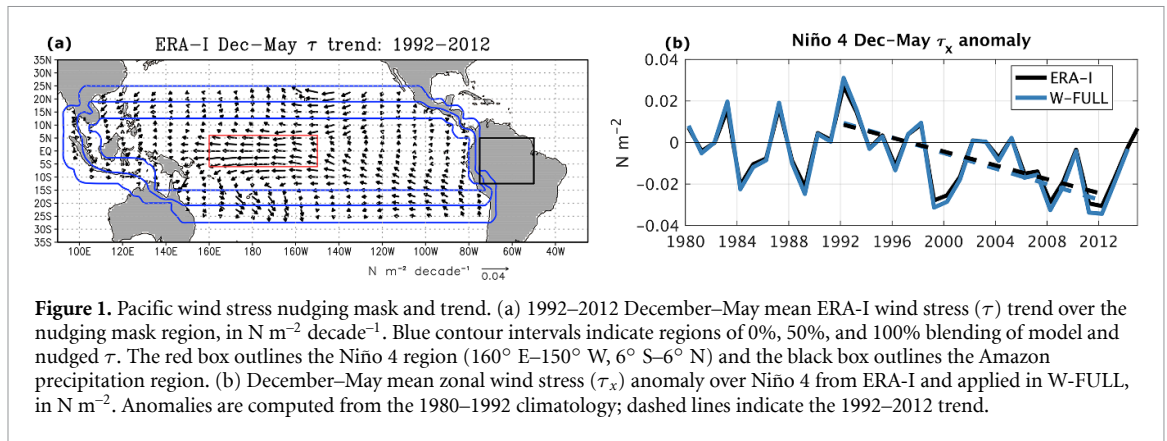 (a) ERA-I Dec-May τ trend: 1992-2012
35N
30N
25N
20N
15N
10N
5N
EQ
5S
10S
15S
20S
25S
30S
35S
100E 120E 140E 160E 180 160W 140W 120W 100W 80W 60W 40W
N m⁻² decade⁻¹ 0.04
(b) Niño 4 Dec-May τx anomaly
N m⁻²
0.04
0.02
0
-0.02
-0.04
1980 1984 1988 1992 1996 2000 2004 2008 2012
ERA-I
W-FULL
Figure 1. Pacific wind stress nudging mask and trend. (a) 1992–2012 December–May mean ERA-I wind stress (τ) trend over the
nudging mask region, in N m⁻² decade⁻¹. Blue contour intervals indicate regions of 0%, 50%, and 100% blending of model and
nudged τ. The red box outlines the Niño 4 region (160° E–150° W, 6° S–6° N) and the black box outlines the Amazon
precipitation region. (b) December–May mean zonal wind stress (τx) anomaly over Niño 4 from ERA-I and applied in W-FULL,
in N m⁻². Anomalies are computed from the 1980–1992 climatology; dashed lines indicate the 1992–2012 trend.